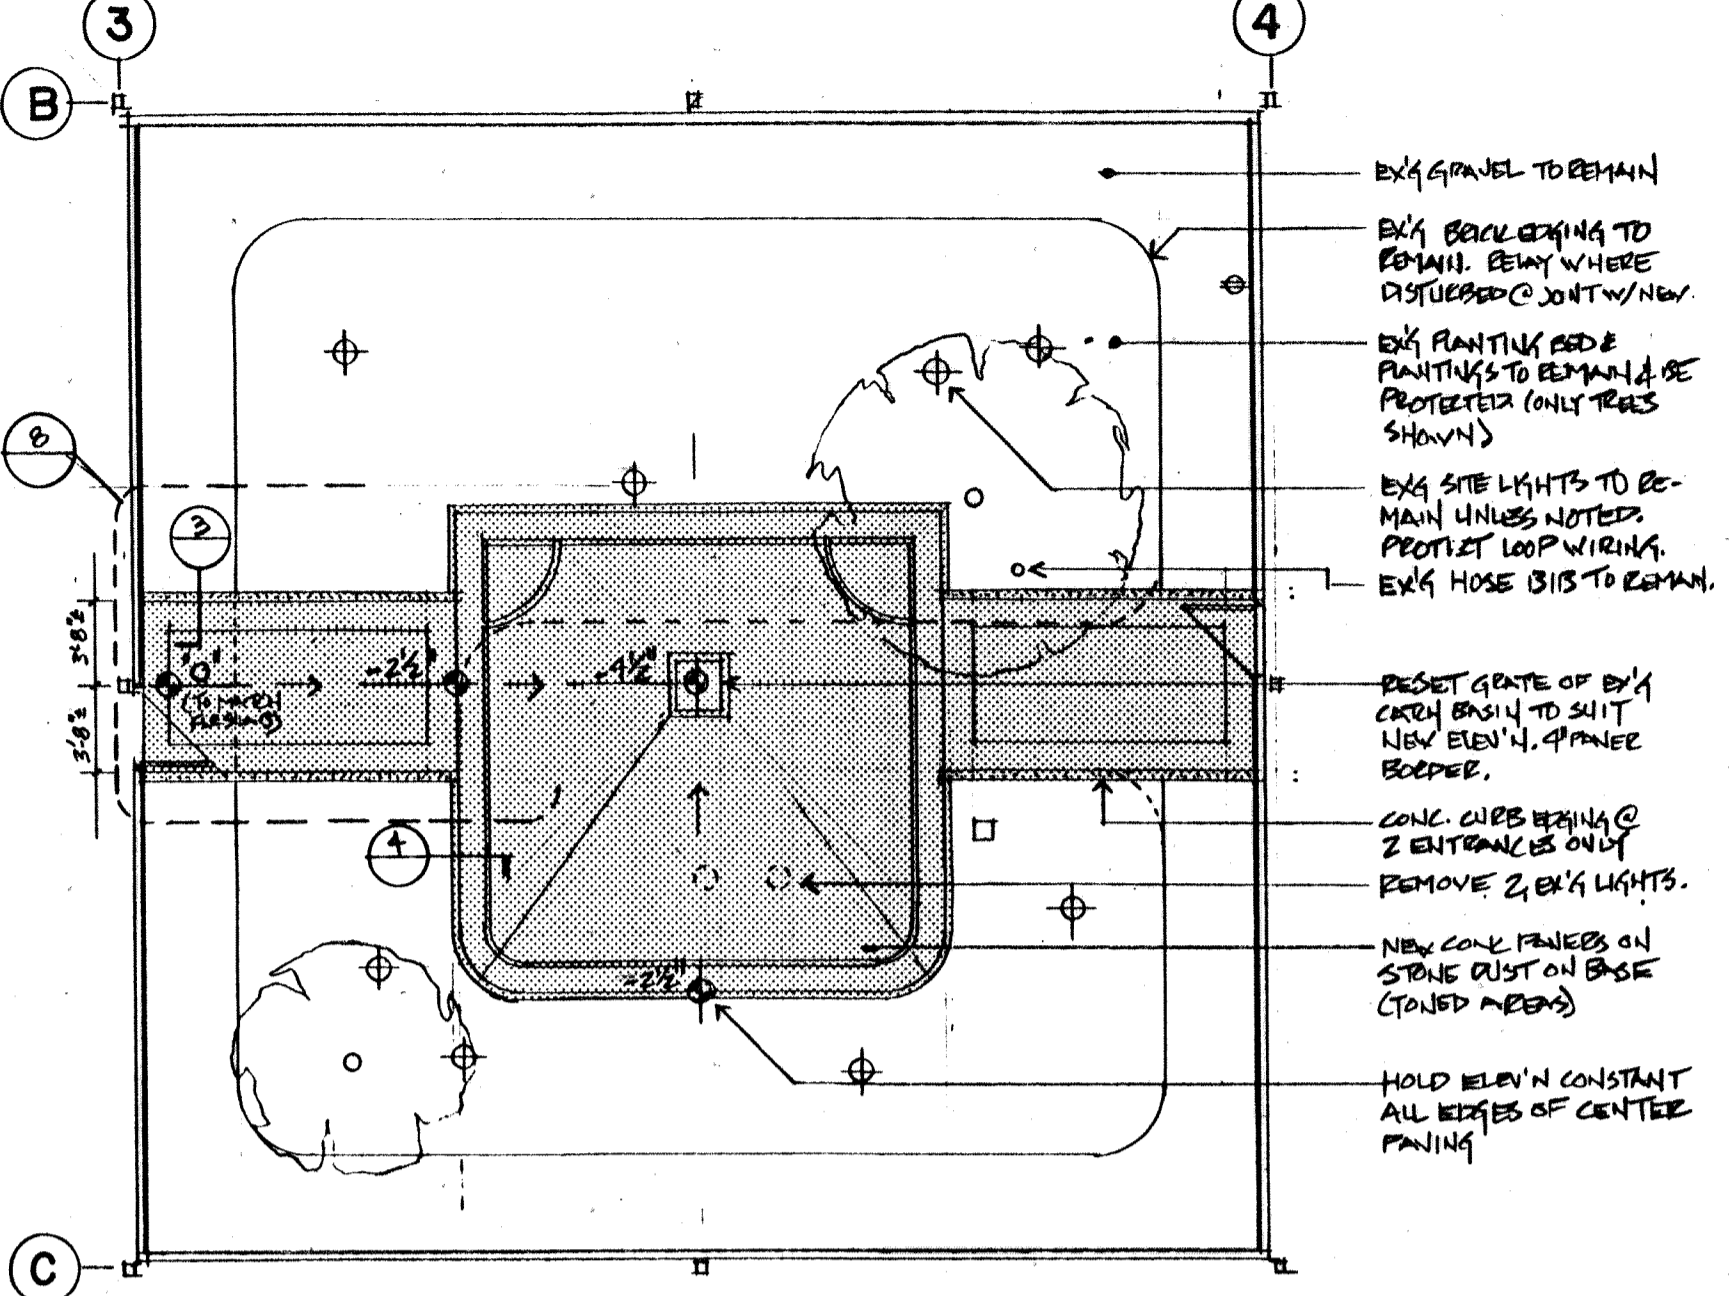 3
4
B
EX'G GRAVEL TO REMAIN
EX'G BRICK EDGING TO
REMAIN. RELAY WHERE
DISTURBED @ JOINT W/ NEW.
EX'G PLANTING BED &
PLANTINGS TO REMAIN & BE
PROTECTED (ONLY TREES
SHOWN)
8
EX'G SITE LIGHTS TO RE-
MAIN UNLESS NOTED.
PROTECT LOOP WIRING.
3
EX'G HOSE BIBB TO REMAIN.
3'-8"±
3'-8"±
"0"
(TO MATCH
-2½"
-4½"
RESET GRATE OF EX'G
CATCH BASIN TO SUIT
NEW ELEV'N. 4" PAVER
BORDER.
CONC. CURB EDGING @
2 ENTRANCES ONLY
4
REMOVE 2 EX'G LIGHTS.
NEW CONC PAVERS ON
STONE DUST ON BASE
(TONED AREAS)
-2½"
HOLD ELEV'N CONSTANT
ALL EDGES OF CENTER
PAVING
C